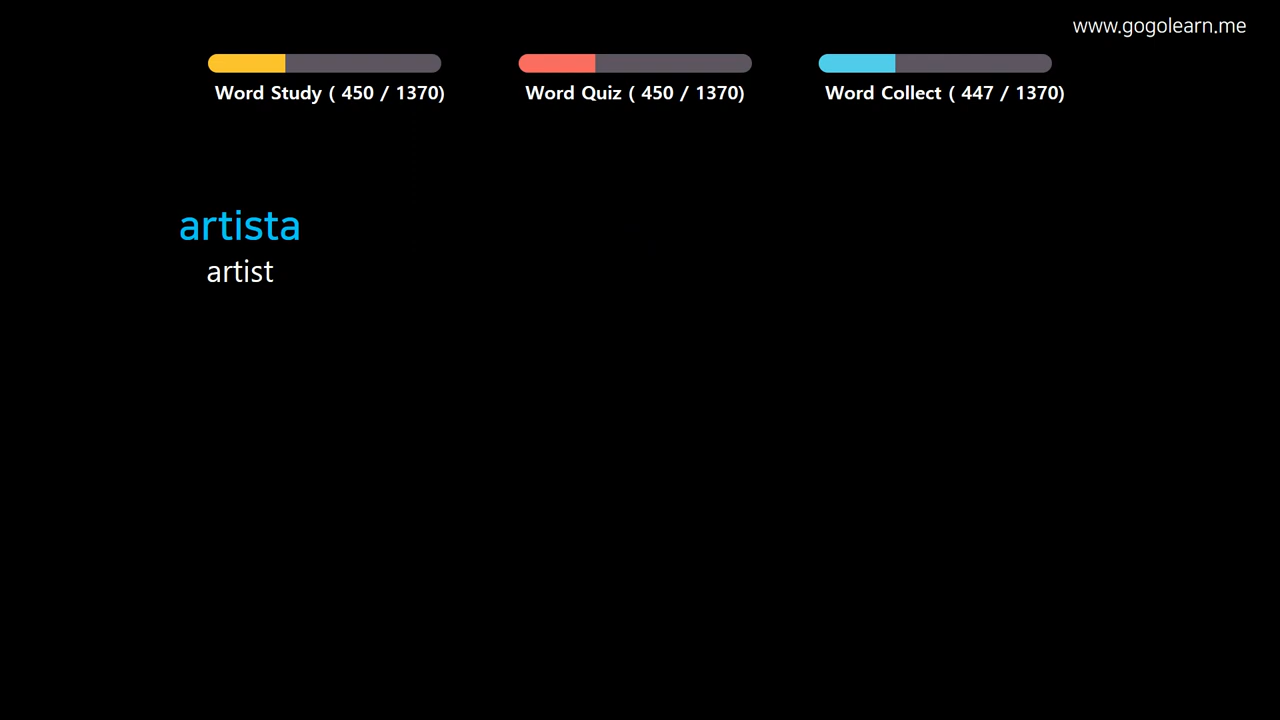 www.gogolearn.me
Word Study ( 450 / 1370)
Word Quiz ( 450 / 1370)
Word Collect ( 447 / 1370)
artista
artist